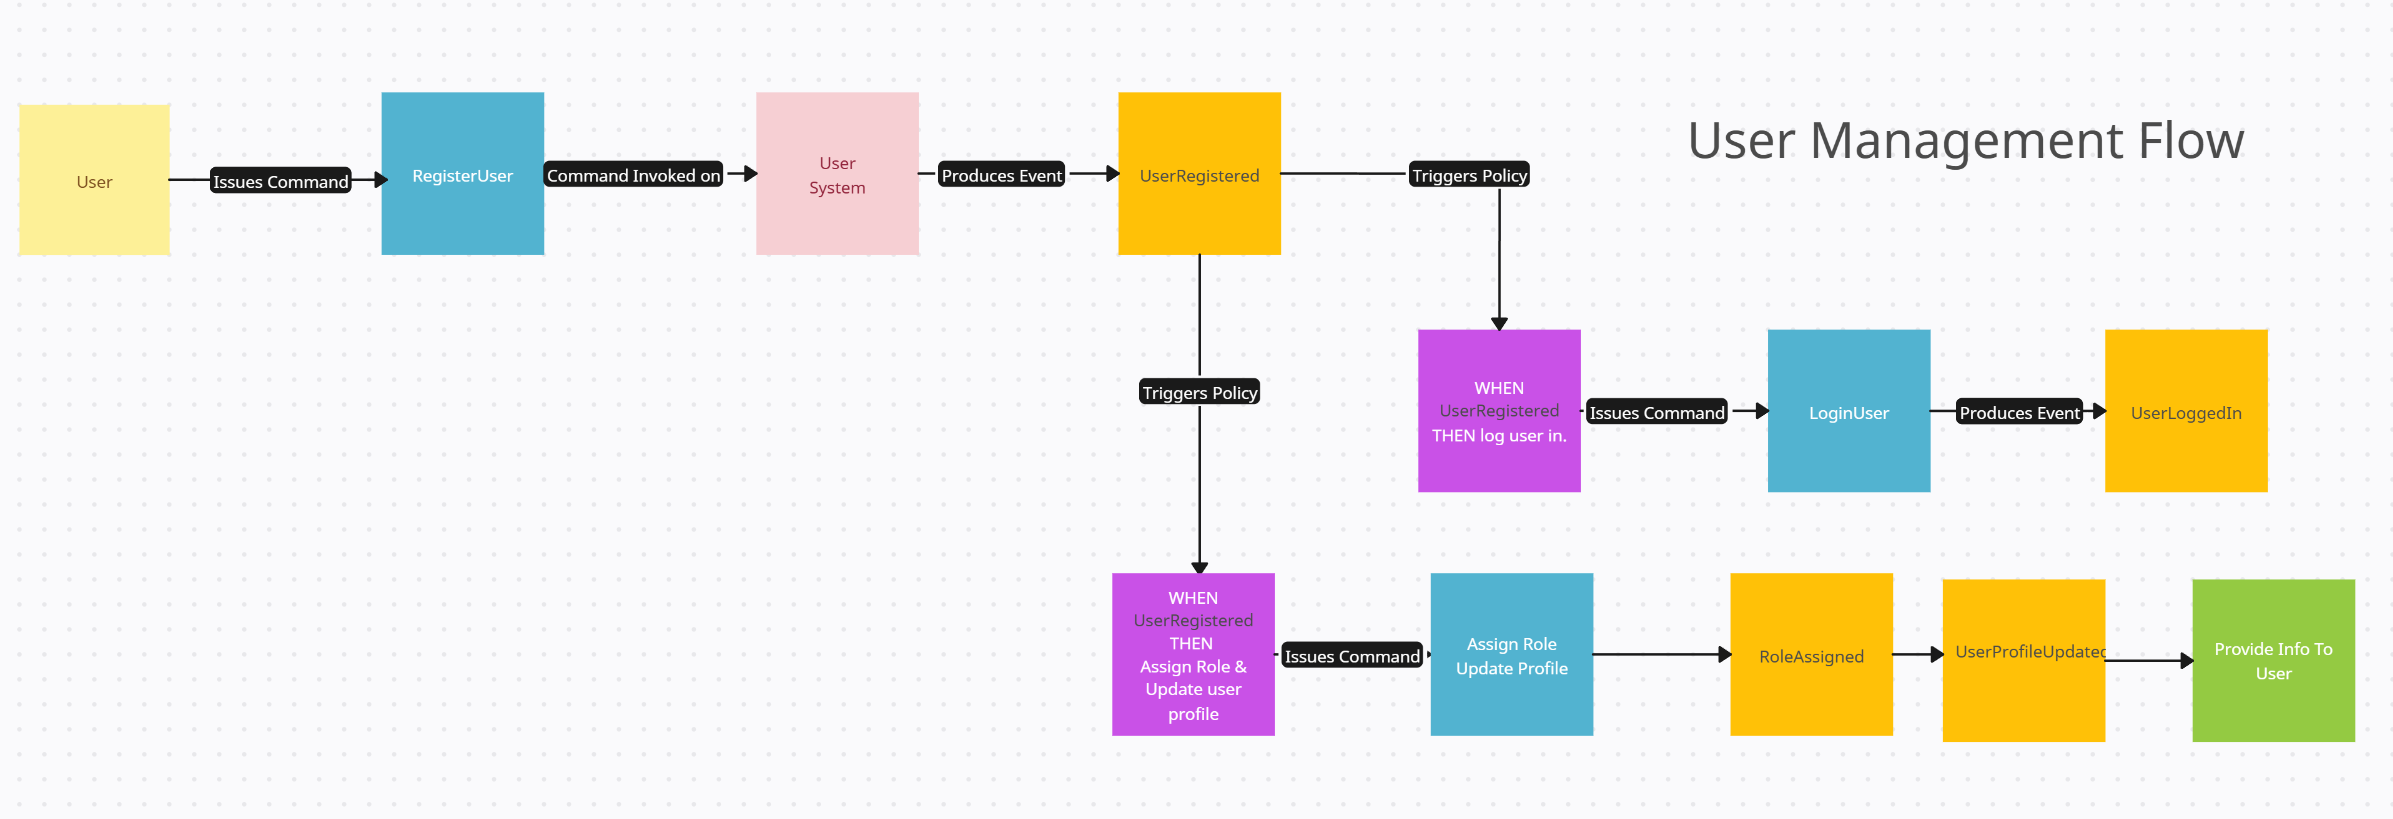 User Management Flow
User
Issues Command
RegisterUser
Command Invoked on
User
System
Produces Event
UserRegistered
Triggers Policy
WHEN
UserRegistered
THEN log user in.
Issues Command
LoginUser
Produces Event
UserLoggedIn
Triggers Policy
WHEN
UserRegistered
THEN
Assign Role &
Update user
profile
Issues Command
Assign Role
Update Profile
RoleAssigned
UserProfileUpdated
Provide Info To
User